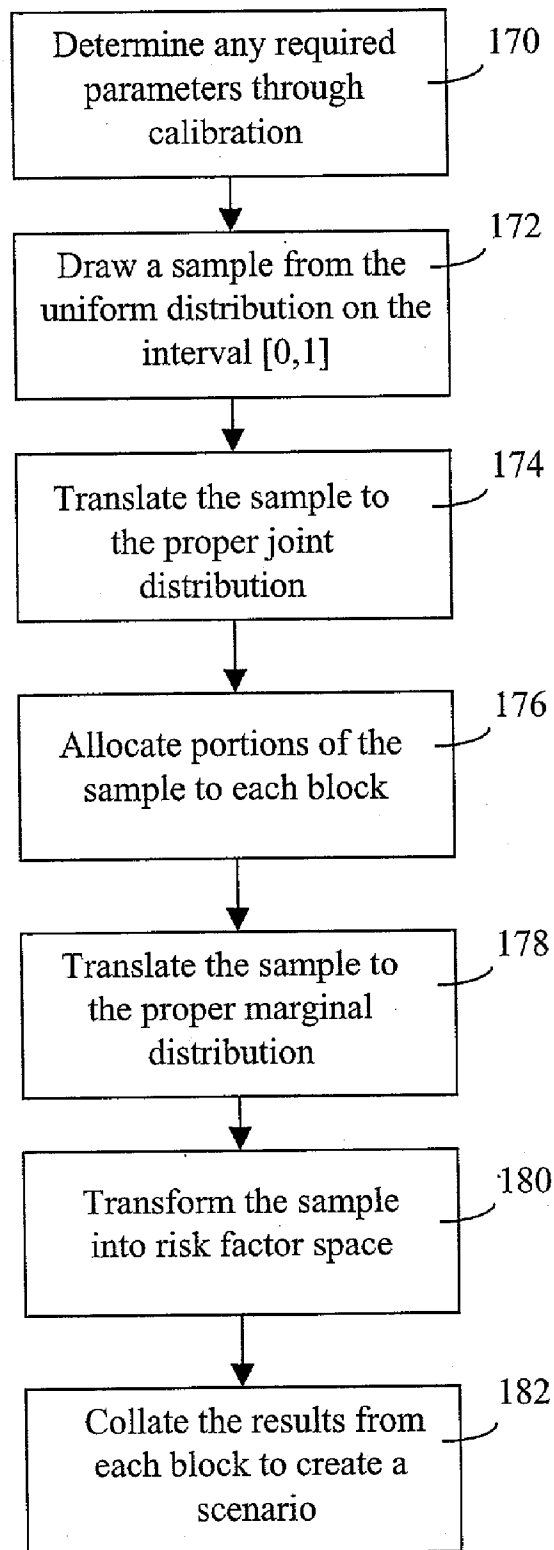 Determine any required
parameters through
calibration
170
Draw a sample from the
uniform distribution on the
interval [0,1]
172
Translate the sample to
the proper joint
distribution
174
Allocate portions of the
sample to each block
176
Translate the sample to
the proper marginal
distribution
178
Transform the sample
into risk factor space
180
Collate the results from
each block to create a
scenario
182